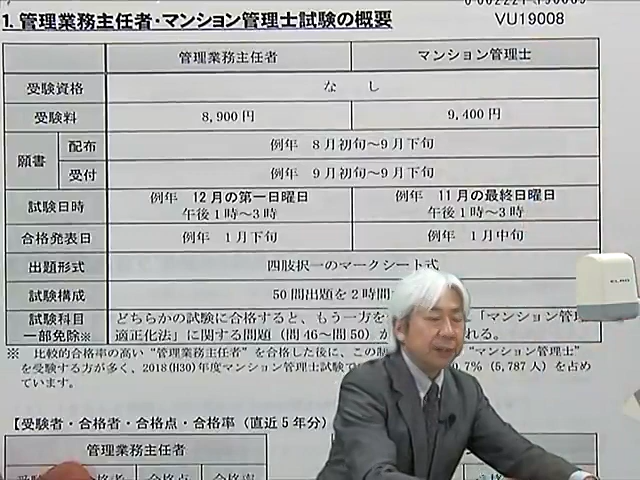 1. 管理業務主任者・マンション管理士試験の概要
VU19008
管理業務主任者 マンション管理士
受験資格 なし
受験料 8,900円 9,400円
願書 配布 例年 8月初旬～9月下旬
受付 例年 9月初旬～9月下旬
試験日時 例年 12月の第一日曜日 例年 11月の最終日曜日
午後1時～3時 午後1時～3時
合格発表日 例年 1月下旬 例年 1月中旬
出題形式 四肢択一のマークシート式
試験構成 50問出題を2時間
試験科目 どちらかの試験に合格すると、もう一方を 「マンション管理
一部免除※ 適正化法」に関する問題（問46～問50）が れる。
※ 比較的合格率の高い“管理業務主任者”を合格した後に、この制 “マンション管理士”
を受験する方が多く、2018(H30)年度マンション管理士試験で 7%（5,787人）を占め
ています。
【受験者・合格者・合格点・合格率（直近5年分）
管理業務主任者
合格点 合格率
ELMO